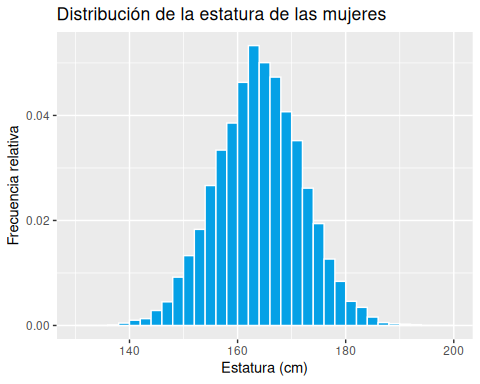 Distribución de la estatura de las mujeres
Frecuencia relativa
0.04
0.02
0.00
140 160 180 200
Estatura (cm)